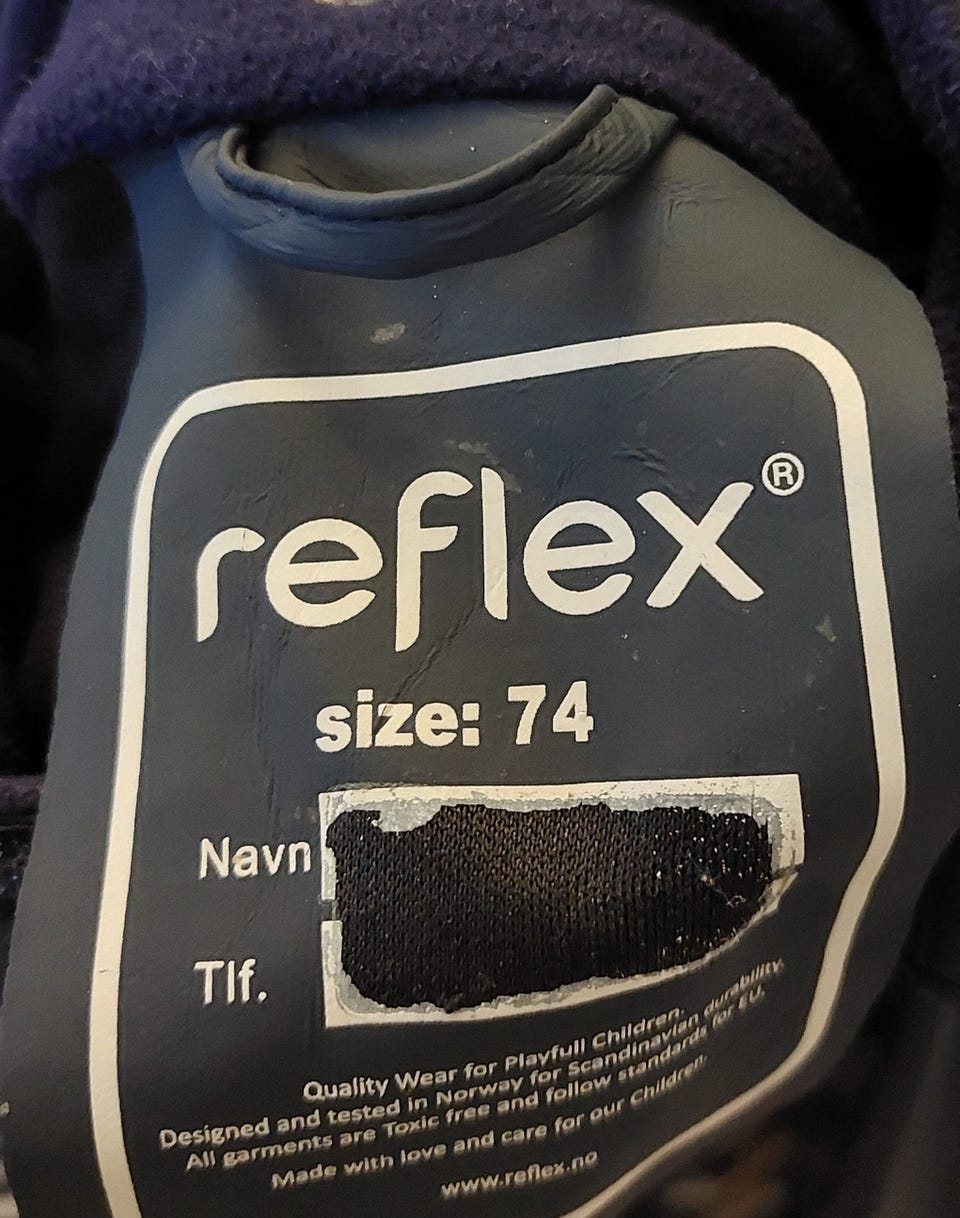 reflex®
size: 74
Navn
Tlf.
Quality Wear for Playfull Children.
Designed and tested in Norway for Scandinavian durability.
All garments are Toxic free and follow standards for EU.
Made with love and care for our Children.
www.reflex.no